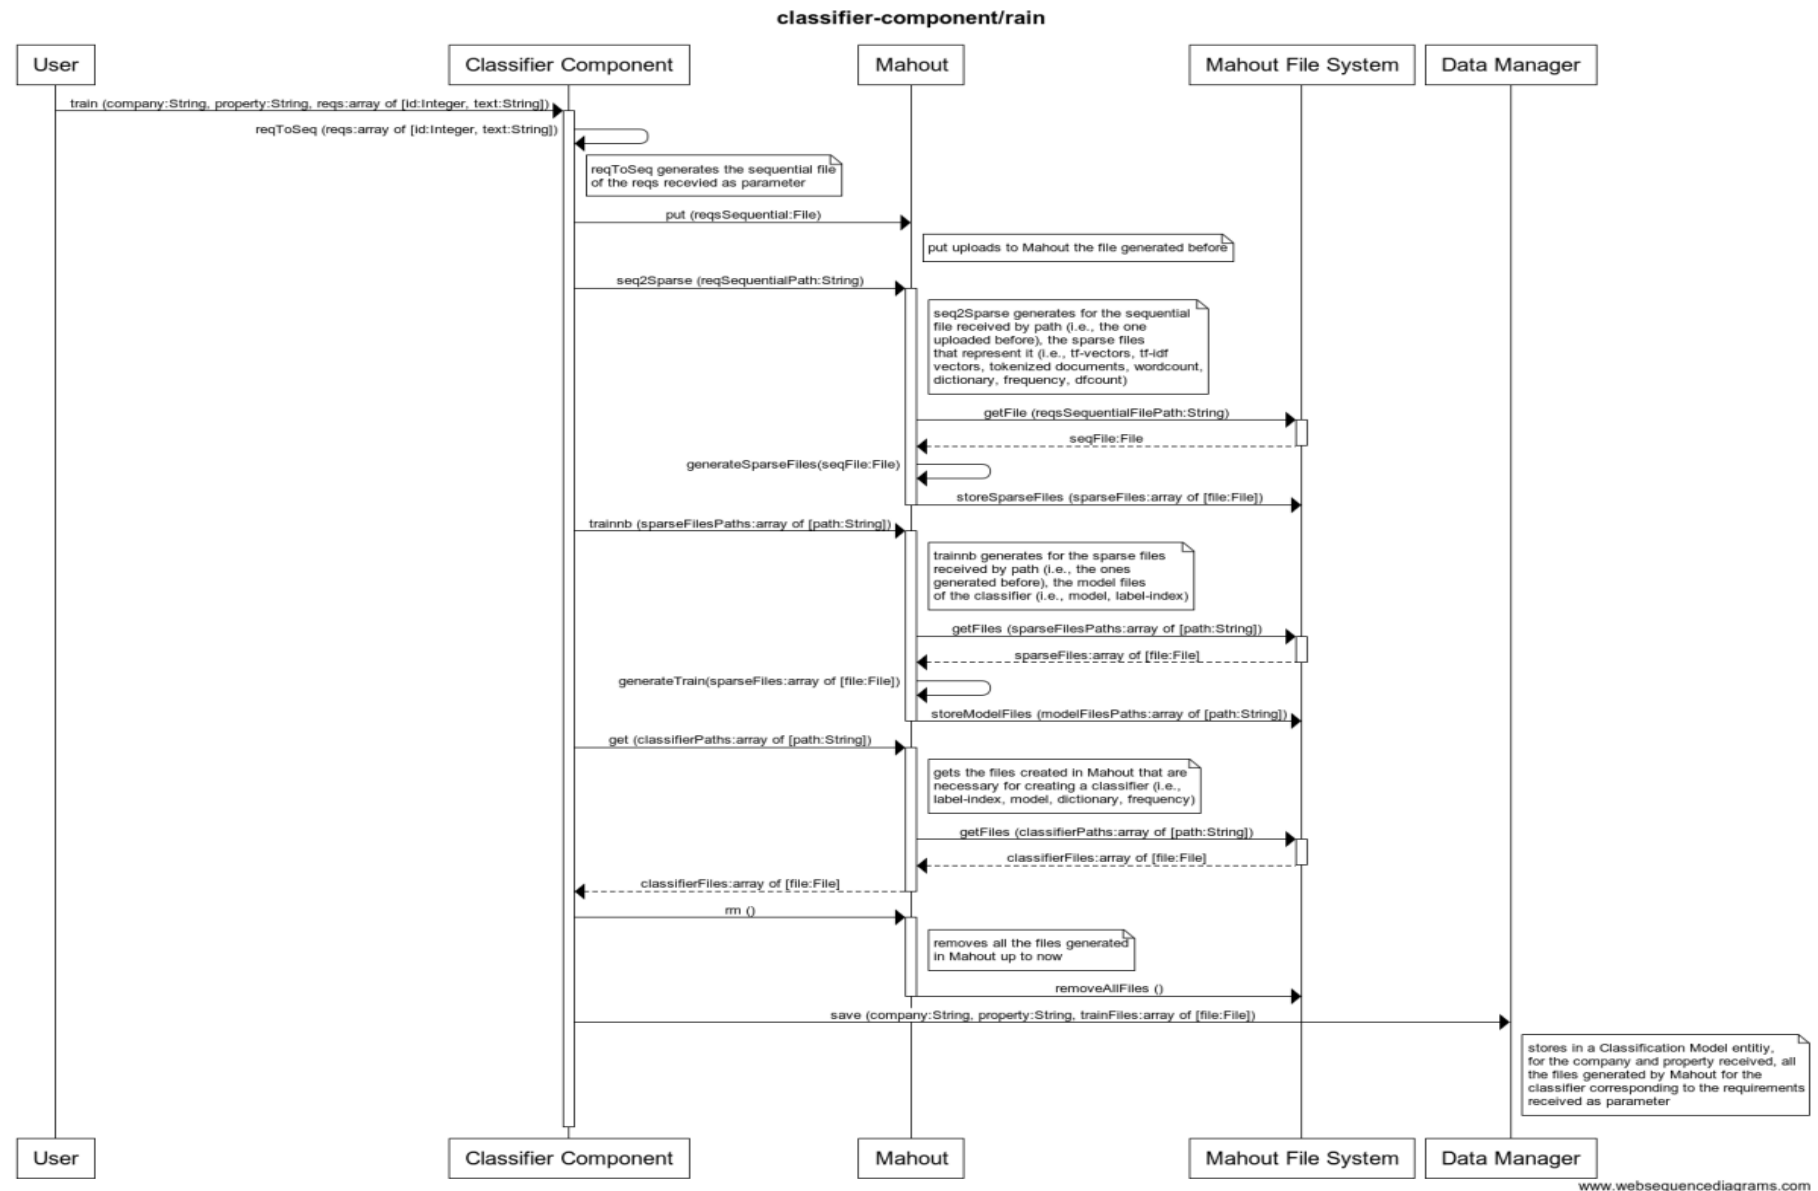 classifier-component/rain
User
Classifier Component
Mahout
Mahout File System
Data Manager
train (company:String, property:String, reqs:array of [id:Integer, text:String])
reqToSeq (reqs:array of [id:Integer, text:String])
reqToSeq generates the sequential file
of the reqs recevied as parameter
put (reqsSequential:File)
put uploads to Mahout the file generated before
seq2Sparse (reqSequentialPath:String)
seq2Sparse generates for the sequential
file received by path (i.e., the one
uploaded before), the sparse files
that represent it (i.e., tf-vectors, tf-idf
vectors, tokenized documents, wordcount,
dictionary, frequency, dfcount)
getFile (reqsSequentialFilePath:String)
seqFile:File
generateSparseFiles(seqFile:File)
storeSparseFiles (sparseFiles:array of [file:File])
trainnb (sparseFilesPaths:array of [path:String])
trainnb generates for the sparse files
received by path (i.e., the ones
generated before), the model files
of the classifier (i.e., model, label-index)
getFiles (sparseFilesPaths:array of [path:String])
sparseFiles:array of [file:File]
generateTrain(sparseFiles:array of [file:File])
storeModelFiles (modelFilesPaths:array of [path:String])
get (classifierPaths:array of [path:String])
gets the files created in Mahout that are
necessary for creating a classifier (i.e.,
label-index, model, dictionary, frequency)
getFiles (classifierPaths:array of [path:String])
classifierFiles:array of [file:File]
classifierFiles:array of [file:File]
rm ()
removes all the files generated
in Mahout up to now
removeAllFiles ()
save (company:String, property:String, trainFiles:array of [file:File])
stores in a Classification Model entitiy,
for the company and property received, all
the files generated by Mahout for the
classifier corresponding to the requirements
received as parameter
User
Classifier Component
Mahout
Mahout File System
Data Manager
www.websequencediagrams.com